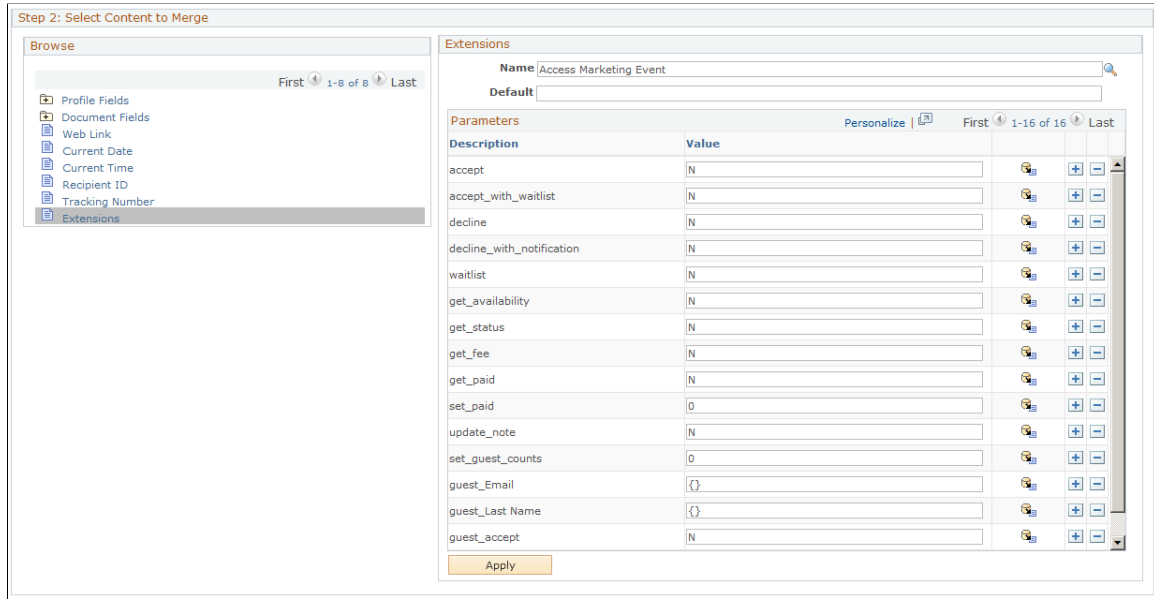 Step 2: Select Content to Merge
Browse
First 1-8 of 8 Last
Profile Fields
Document Fields
Web Link
Current Date
Current Time
Recipient ID
Tracking Number
Extensions
Extensions
Name Access Marketing Event
Default
Parameters Personalize | First 1-16 of 16 Last
Description Value
accept N
accept_with_waitlist N
decline N
decline_with_notification N
waitlist N
get_availability N
get_status N
get_fee N
get_paid N
set_paid 0
update_note N
set_guest_counts 0
guest_Email {}
guest_Last Name {}
guest_accept N
Apply